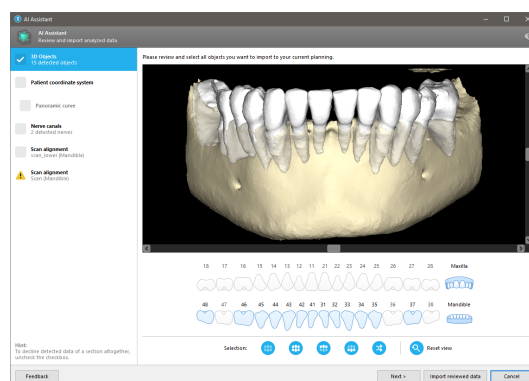 AI Assistant
AI Assistant
Review and import analyzed data
3D Objects
15 detected objects
Patient coordinate system
Panoramic curve
Nerve canals
2 detected nerves
Scan alignment
scan_lower (Mandible)
Scan alignment
Scan (Mandible)
Hint:
To decline detected data of a section altogether,
uncheck the checkbox.
Please review and select all objects you want to import to your current planning.
18 17 16 15 14 13 12 11 21 22 23 24 25 26 27 28 Maxilla
48 47 46 45 44 43 42 41 31 32 33 34 35 36 37 38 Mandible
Selection: Reset view
Feedback Next > Import reviewed data Cancel